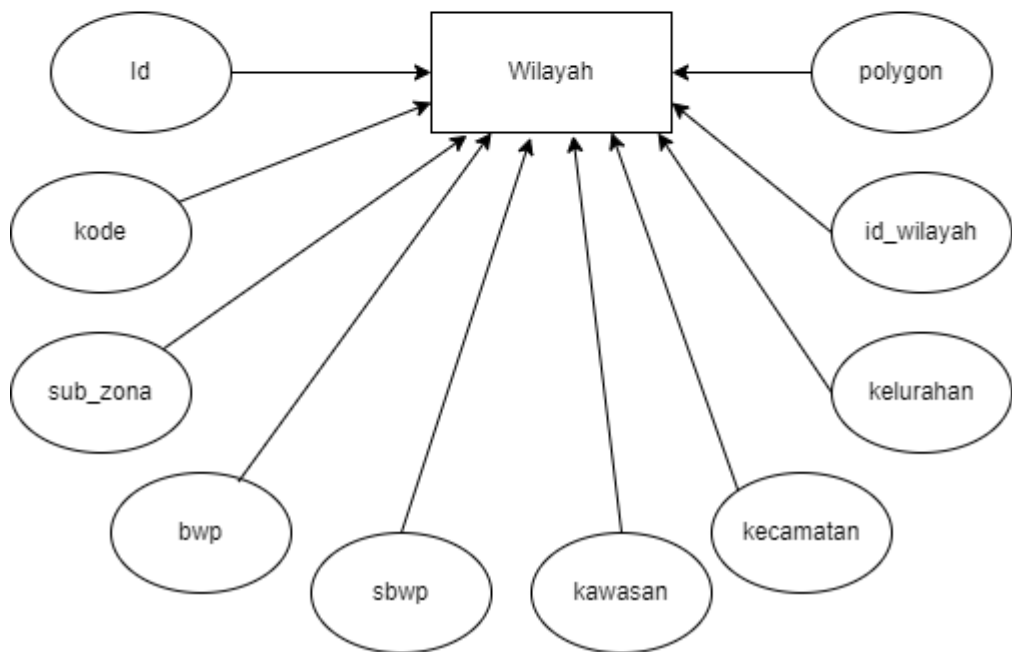 Id
Wilayah
polygon
kode
id_wilayah
sub_zona
kelurahan
bwp
kecamatan
sbwp
kawasan